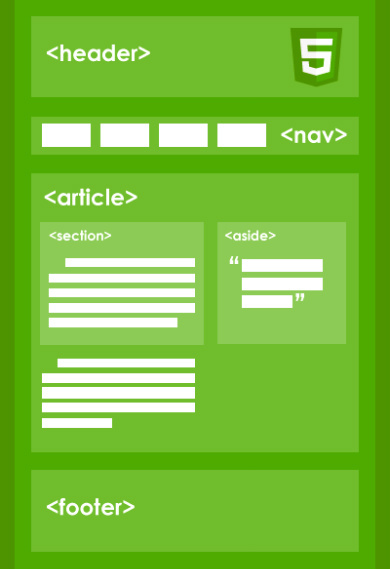 <header>
5
<nav>
<article>
<section>
<aside>
“
”
<footer>